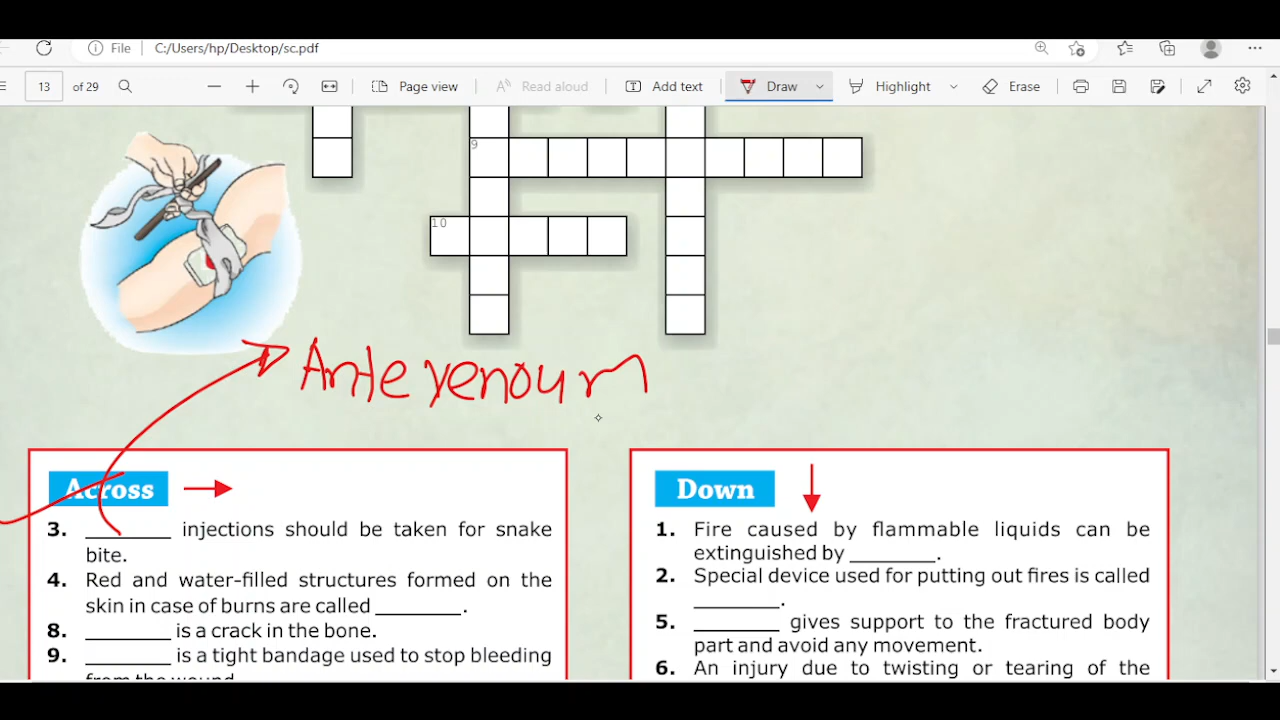 File C:/Users/hp/Desktop/sc.pdf
13 of 29 Page view Read aloud Add text Draw Highlight Erase
9
10
Ante venoum
Across
3. ________ injections should be taken for snake
bite.
4. Red and water-filled structures formed on the
skin in case of burns are called ________.
8. ________ is a crack in the bone.
9. ________ is a tight bandage used to stop bleeding
from the wound
Down
1. Fire caused by flammable liquids can be
extinguished by ________.
2. Special device used for putting out fires is called
________.
5. ________ gives support to the fractured body
part and avoid any movement.
6. An injury due to twisting or tearing of the